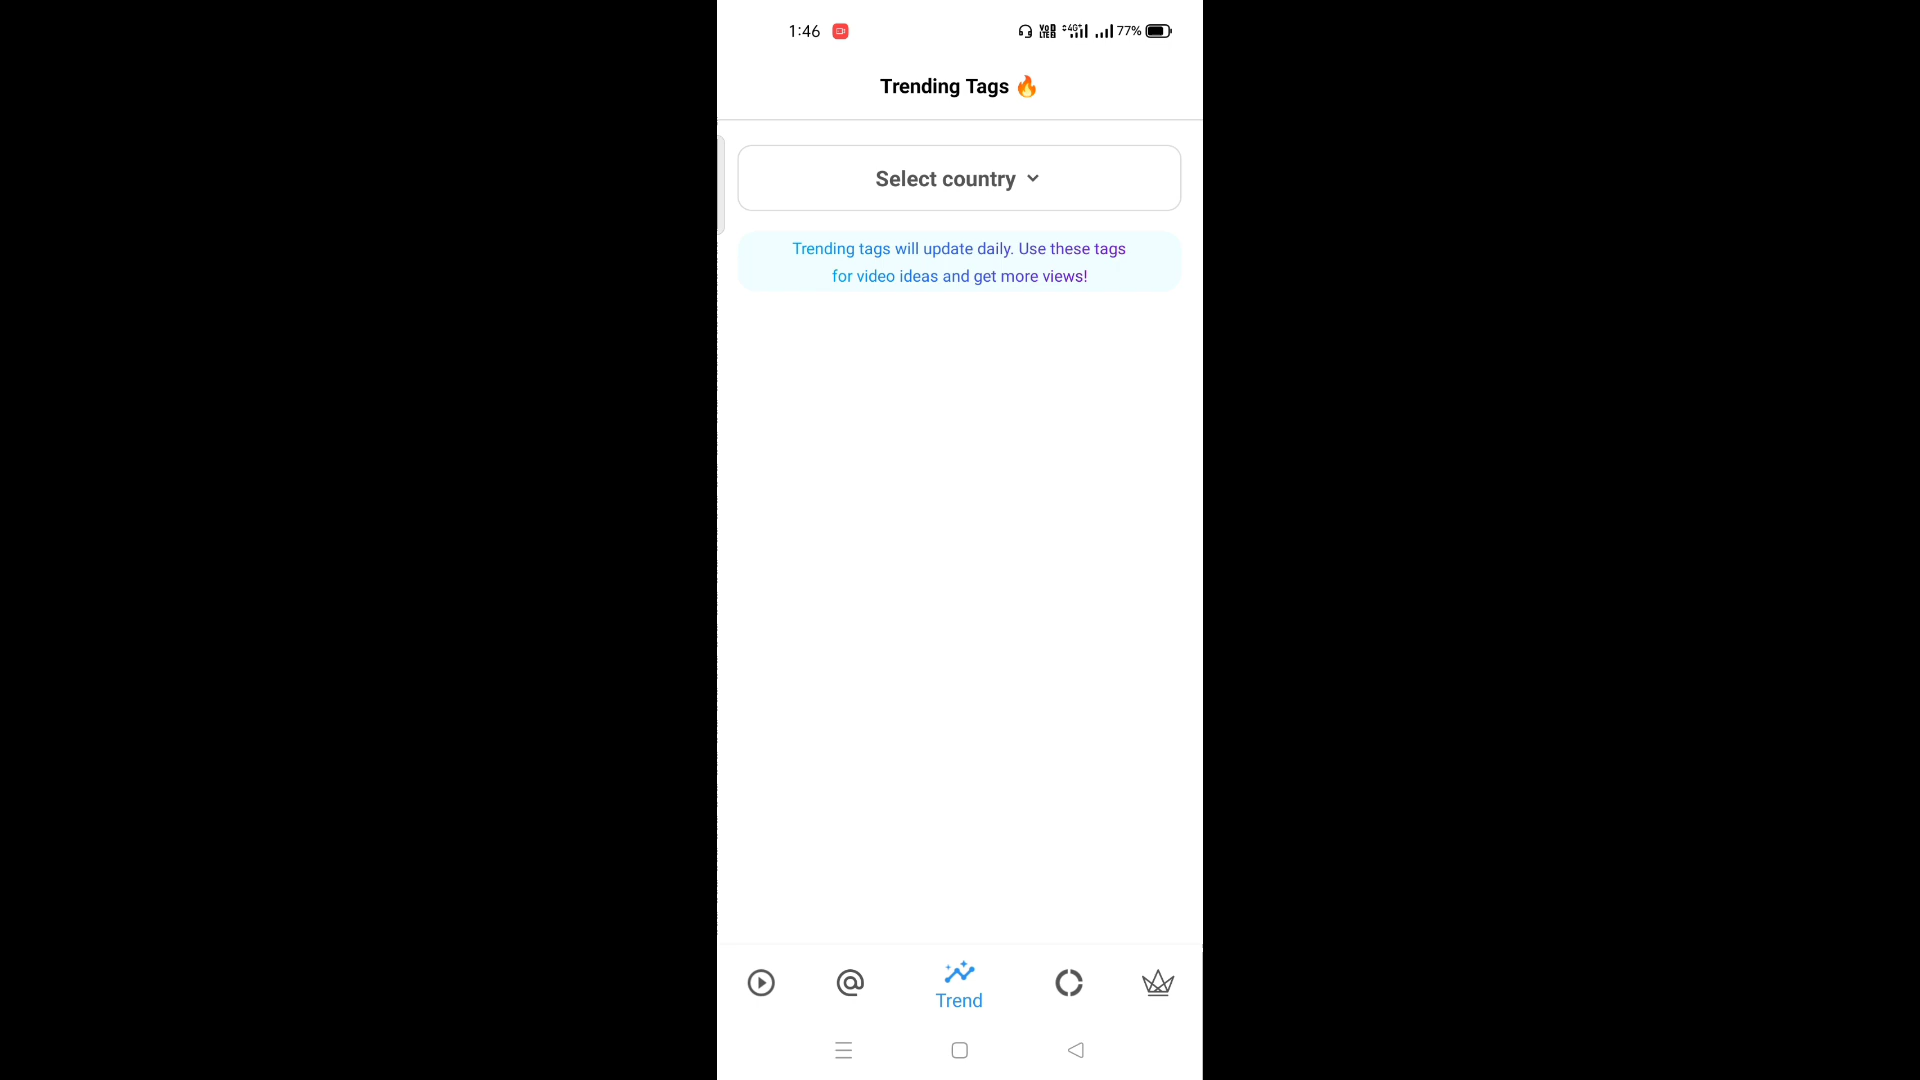 1:46 77%
Trending Tags 🔥
Select country
Trending tags will update daily. Use these tags
for video ideas and get more views!
Trend